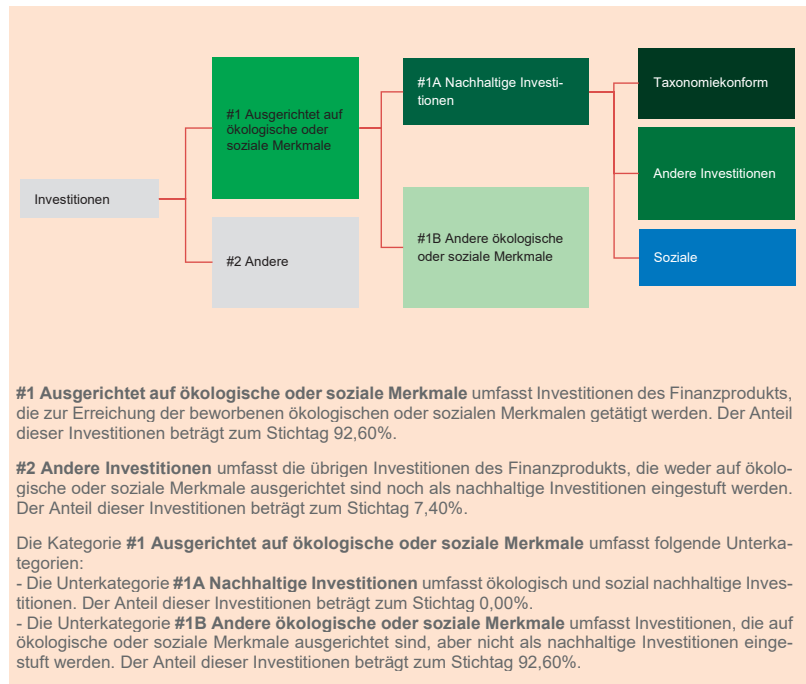 Investitionen
#1 Ausgerichtet auf
ökologische oder
soziale Merkmale
#2 Andere
#1A Nachhaltige Investi-
tionen
#1B Andere ökologische
oder soziale Merkmale
Taxonomiekonform
Andere Investitionen
Soziale
#1 Ausgerichtet auf ökologische oder soziale Merkmale umfasst Investitionen des Finanzprodukts,
die zur Erreichung der beworbenen ökologischen oder sozialen Merkmalen getätigt werden. Der Anteil
dieser Investitionen beträgt zum Stichtag 92,60%.
#2 Andere Investitionen umfasst die übrigen Investitionen des Finanzprodukts, die weder auf ökolo-
gische oder soziale Merkmale ausgerichtet sind noch als nachhaltige Investitionen eingestuft werden.
Der Anteil dieser Investitionen beträgt zum Stichtag 7,40%.
Die Kategorie #1 Ausgerichtet auf ökologische oder soziale Merkmale umfasst folgende Unterka-
tegorien:
- Die Unterkategorie #1A Nachhaltige Investitionen umfasst ökologisch und sozial nachhaltige Inves-
titionen. Der Anteil dieser Investitionen beträgt zum Stichtag 0,00%.
- Die Unterkategorie #1B Andere ökologische oder soziale Merkmale umfasst Investitionen, die auf
ökologische oder soziale Merkmale ausgerichtet sind, aber nicht als nachhaltige Investitionen einge-
stuft werden. Der Anteil dieser Investitionen beträgt zum Stichtag 92,60%.